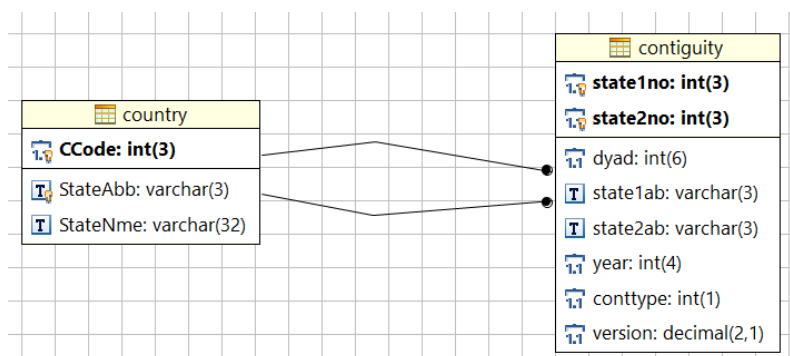 country
CCode: int(3)
StateAbb: varchar(3)
StateNme: varchar(32)
contiguity
state1no: int(3)
state2no: int(3)
dyad: int(6)
state1ab: varchar(3)
state2ab: varchar(3)
year: int(4)
conttype: int(1)
version: decimal(2,1)